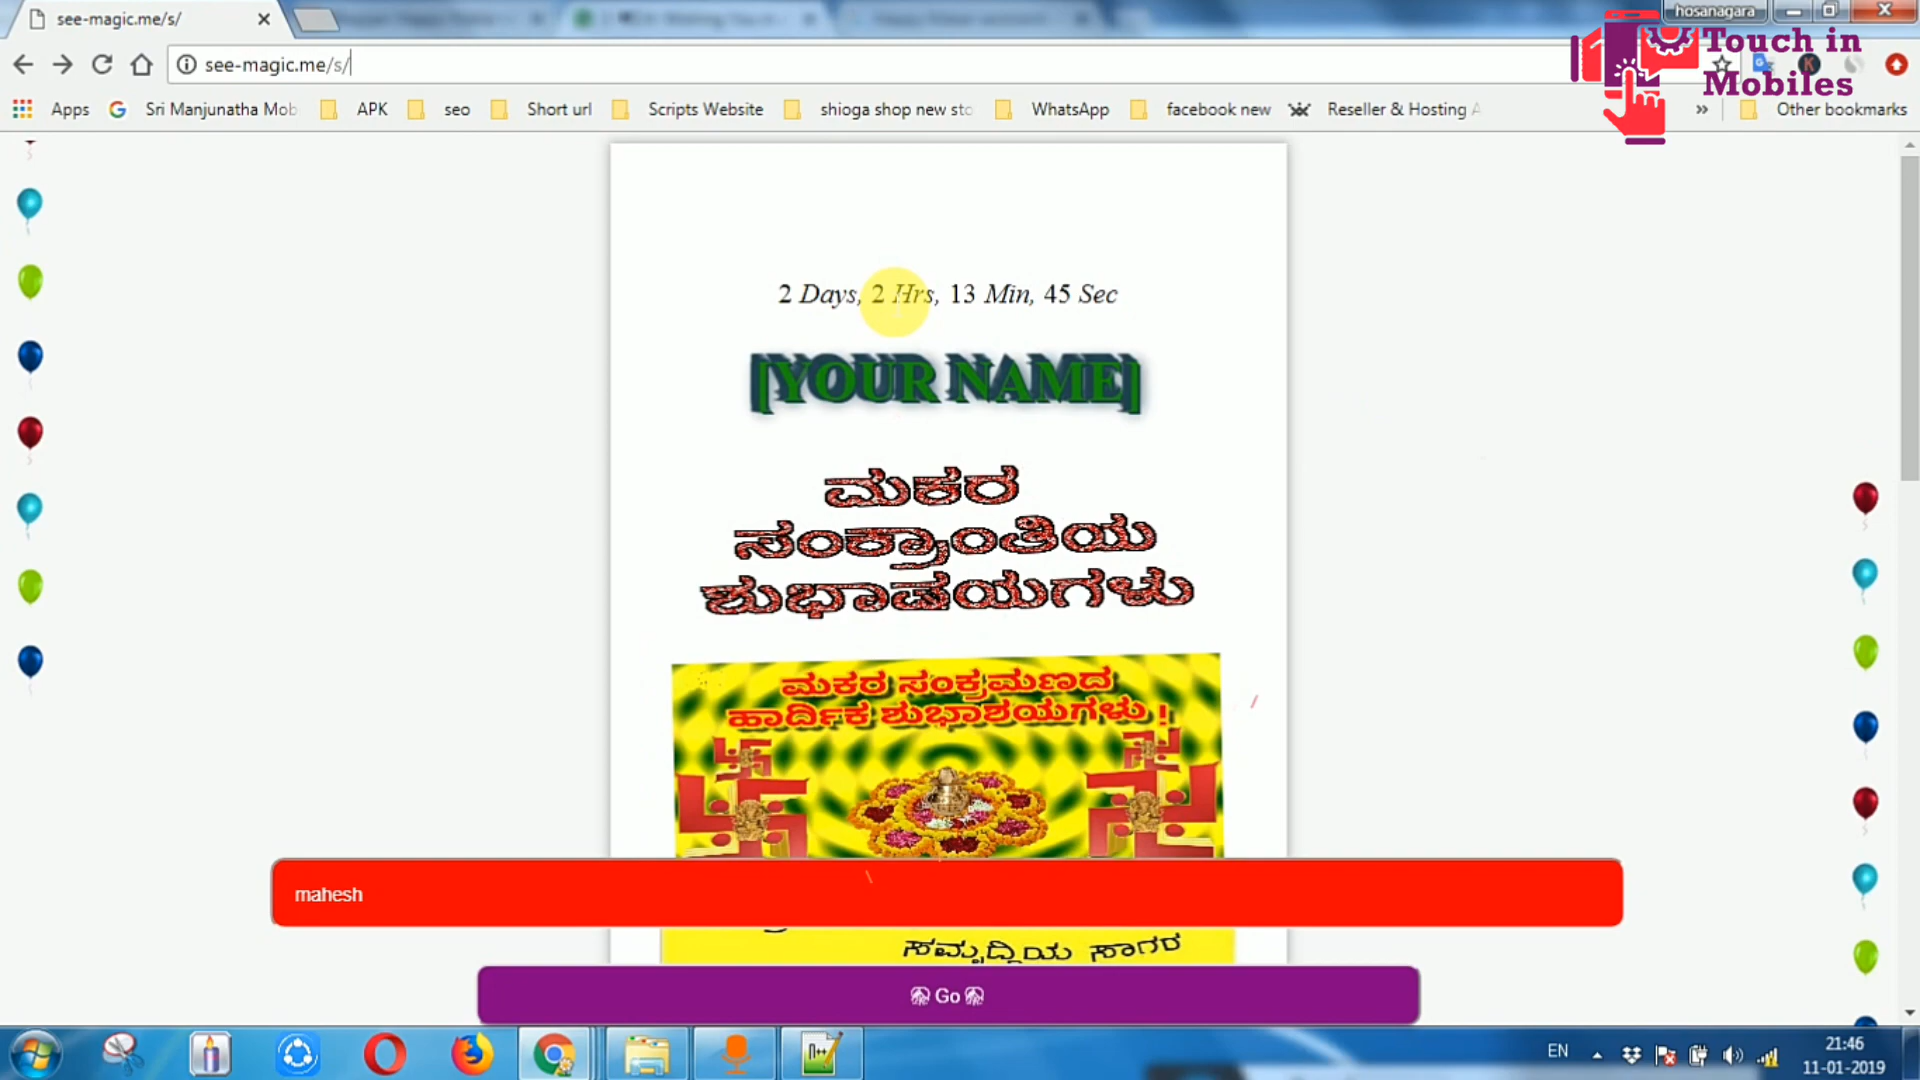 see-magic.me/s/
hosanagara
see-magic.me/s/
Touch in
Mobiles
Apps
Sri Manjunatha Mob
APK
seo
Short url
Scripts Website
shioga shop new sto
WhatsApp
facebook new
Reseller & Hosting A
»
Other bookmarks
2 Days, 2 Hrs, 13 Min, 45 Sec
[YOUR NAME]
ಮಕರ
ಸಂಕ್ರಾಂತಿಯ
ಶುಭಾಷಯಗಳು
ಮಕರ ಸಂಕ್ರಮಣದ
ಹಾರ್ದಿಕ ಶುಭಾಶಯಗಳು !
mahesh
ಸಾಗರ
Go
EN
21:46
11-01-2019